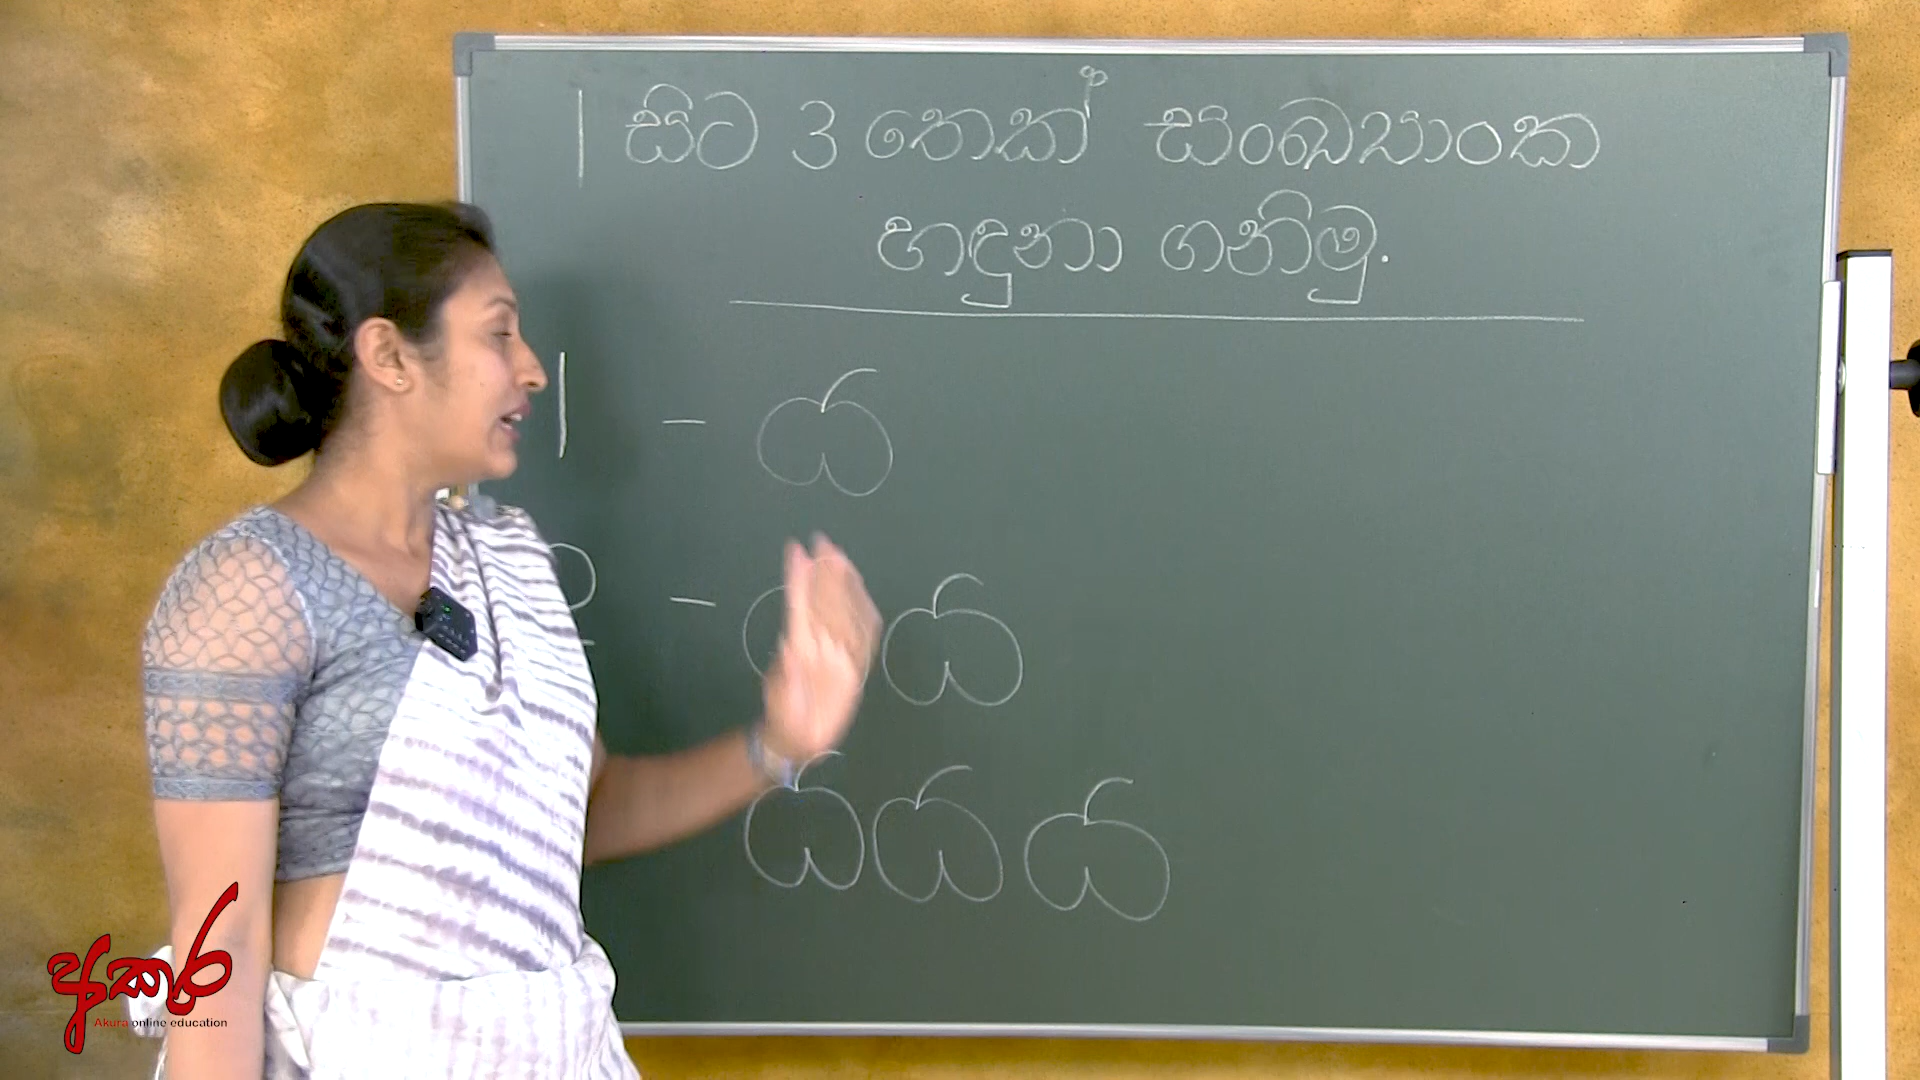 1 සිට 3 තෙක් සංඛ්‍යාංක
හඳුනා ගනිමු.
1 -
2 -
අකුර
Akura online education